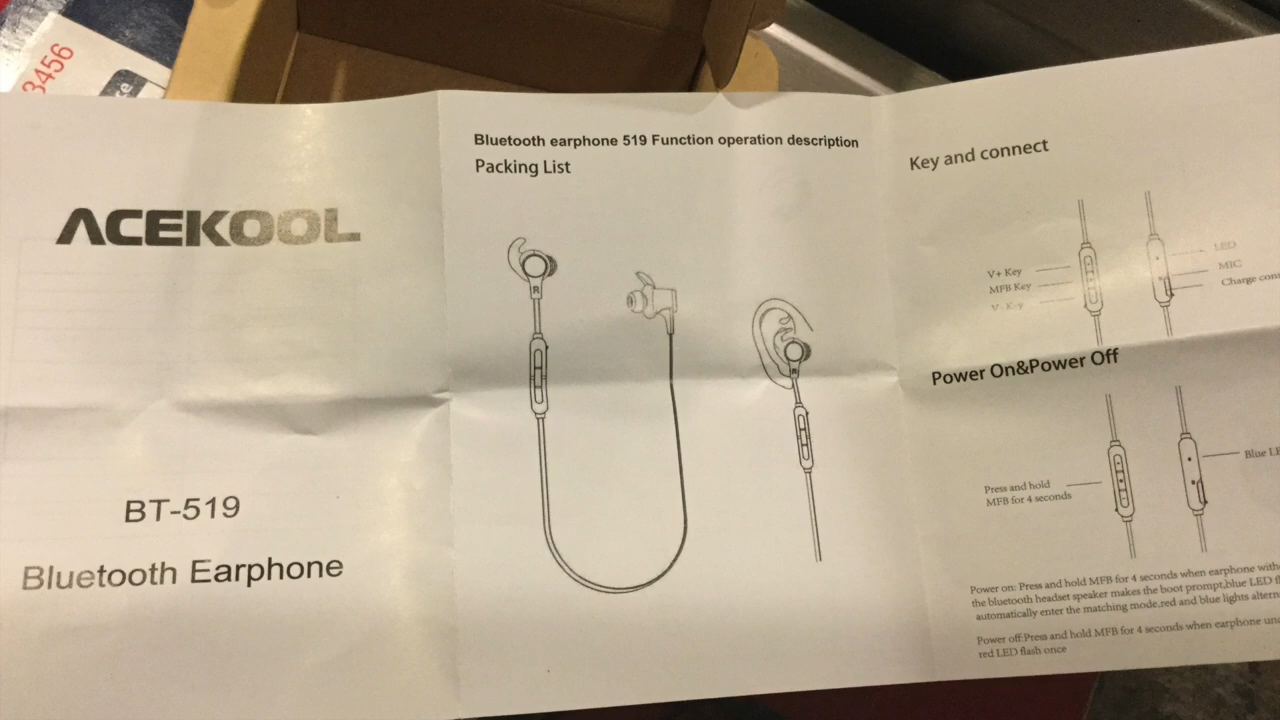 3456
ACEKOOL
BT-519
Bluetooth Earphone
Bluetooth earphone 519 Function operation description
Packing List
R
R
Key and connect
V+ Key
MFB Key
V- Key
LED
MIC
Charge
Power On&Power Off
Press and hold
MFB for 4 seconds
Blue
Power on: Press and hold MFB for 4 seconds when earphone
the bluetooth headset speaker makes the boot prompt,blue LED
automatically enter the matching mode,red and blue lights
Power off:Press and hold MFB for 4 seconds when earphone
red LED flash once